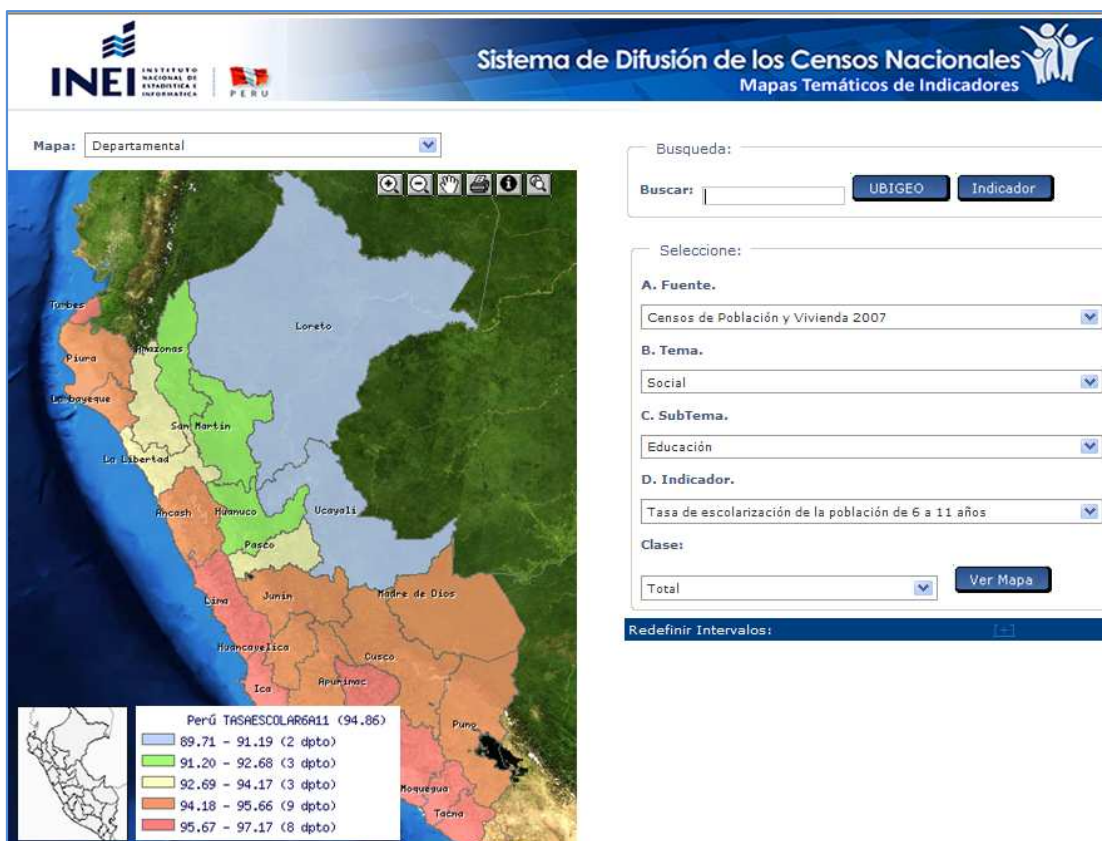 INEI
INSTITUTO
NACIONAL DE
ESTADISTICA E
INFORMATICA
PERU
Sistema de Difusión de los Censos Nacionales
Mapas Temáticos de Indicadores
Mapa: Departamental
Tumbes
Piura
Lambayeque
Amazonas
Loreto
San Martin
La Libertad
Ancash
Huanuco
Ucayali
Pasco
Lima
Junin
Madre de Dios
Huancavelica
Cusco
Ica
Apurimac
Puno
Moquegua
Tacna
Perú TASAESCOLAR6A11 (94.86)
89.71 - 91.19 (2 dpto)
91.20 - 92.68 (3 dpto)
92.69 - 94.17 (3 dpto)
94.18 - 95.66 (9 dpto)
95.67 - 97.17 (8 dpto)
Busqueda:
Buscar: UBIGEO Indicador
Seleccione:
A. Fuente.
Censos de Población y Vivienda 2007
B. Tema.
Social
C. SubTema.
Educación
D. Indicador.
Tasa de escolarización de la población de 6 a 11 años
Clase:
Total Ver Mapa
Redefinir Intervalos: [+]